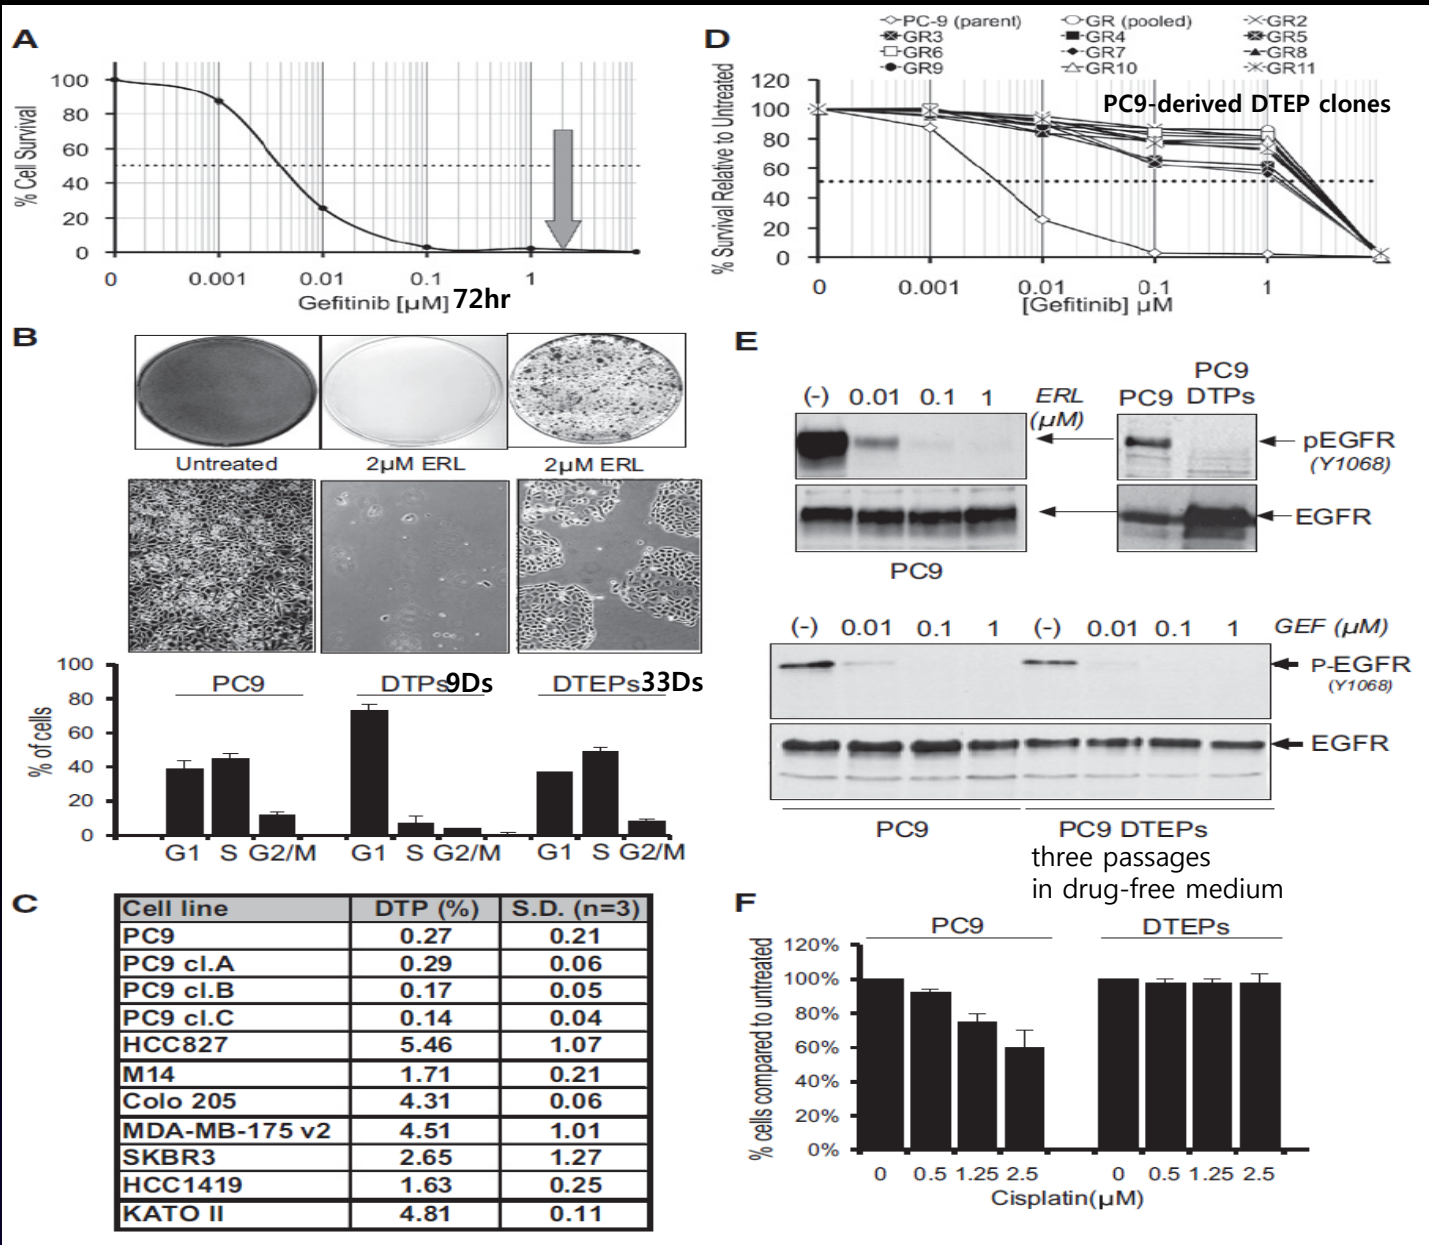 A
100
80
60
40
20
0
% Cell Survival
0 0.001 0.01 0.1 1
Gefitinib [µM] 72hr
B
Untreated 2µM ERL 2µM ERL
100
80
60
40
20
0
% of cells
PC9 DTPs 9Ds DTEPs 33Ds
G1 S G2/M G1 S G2/M G1 S G2/M
C
Cell line DTP (%) S.D. (n=3)
PC9 0.27 0.21
PC9 cl.A 0.29 0.06
PC9 cl.B 0.17 0.05
PC9 cl.C 0.14 0.04
HCC827 5.46 1.07
M14 1.71 0.21
Colo 205 4.31 0.06
MDA-MB-175 v2 4.51 1.01
SKBR3 2.65 1.27
HCC1419 1.63 0.25
KATO II 4.81 0.11
D
PC-9 (parent) GR (pooled) GR2
GR3 GR4 GR5
GR6 GR7 GR8
GR9 GR10 GR11
PC9-derived DTEP clones
120
100
80
60
40
20
0
% Survival Relative to Untreated
0 0.001 0.01 0.1 1
[Gefitinib] µM
E
(-) 0.01 0.1 1 ERL
(µM)
PC9 PC9
DTPs
pEGFR
(Y1068)
EGFR
PC9
(-) 0.01 0.1 1 (-) 0.01 0.1 1 GEF (µM)
P-EGFR
(Y1068)
EGFR
PC9 PC9 DTEPs
three passages
in drug-free medium
F
PC9 DTEPs
120%
100%
80%
60%
40%
20%
0%
% cells compared to untreated
0 0.5 1.25 2.5 0 0.5 1.25 2.5
Cisplatin(µM)